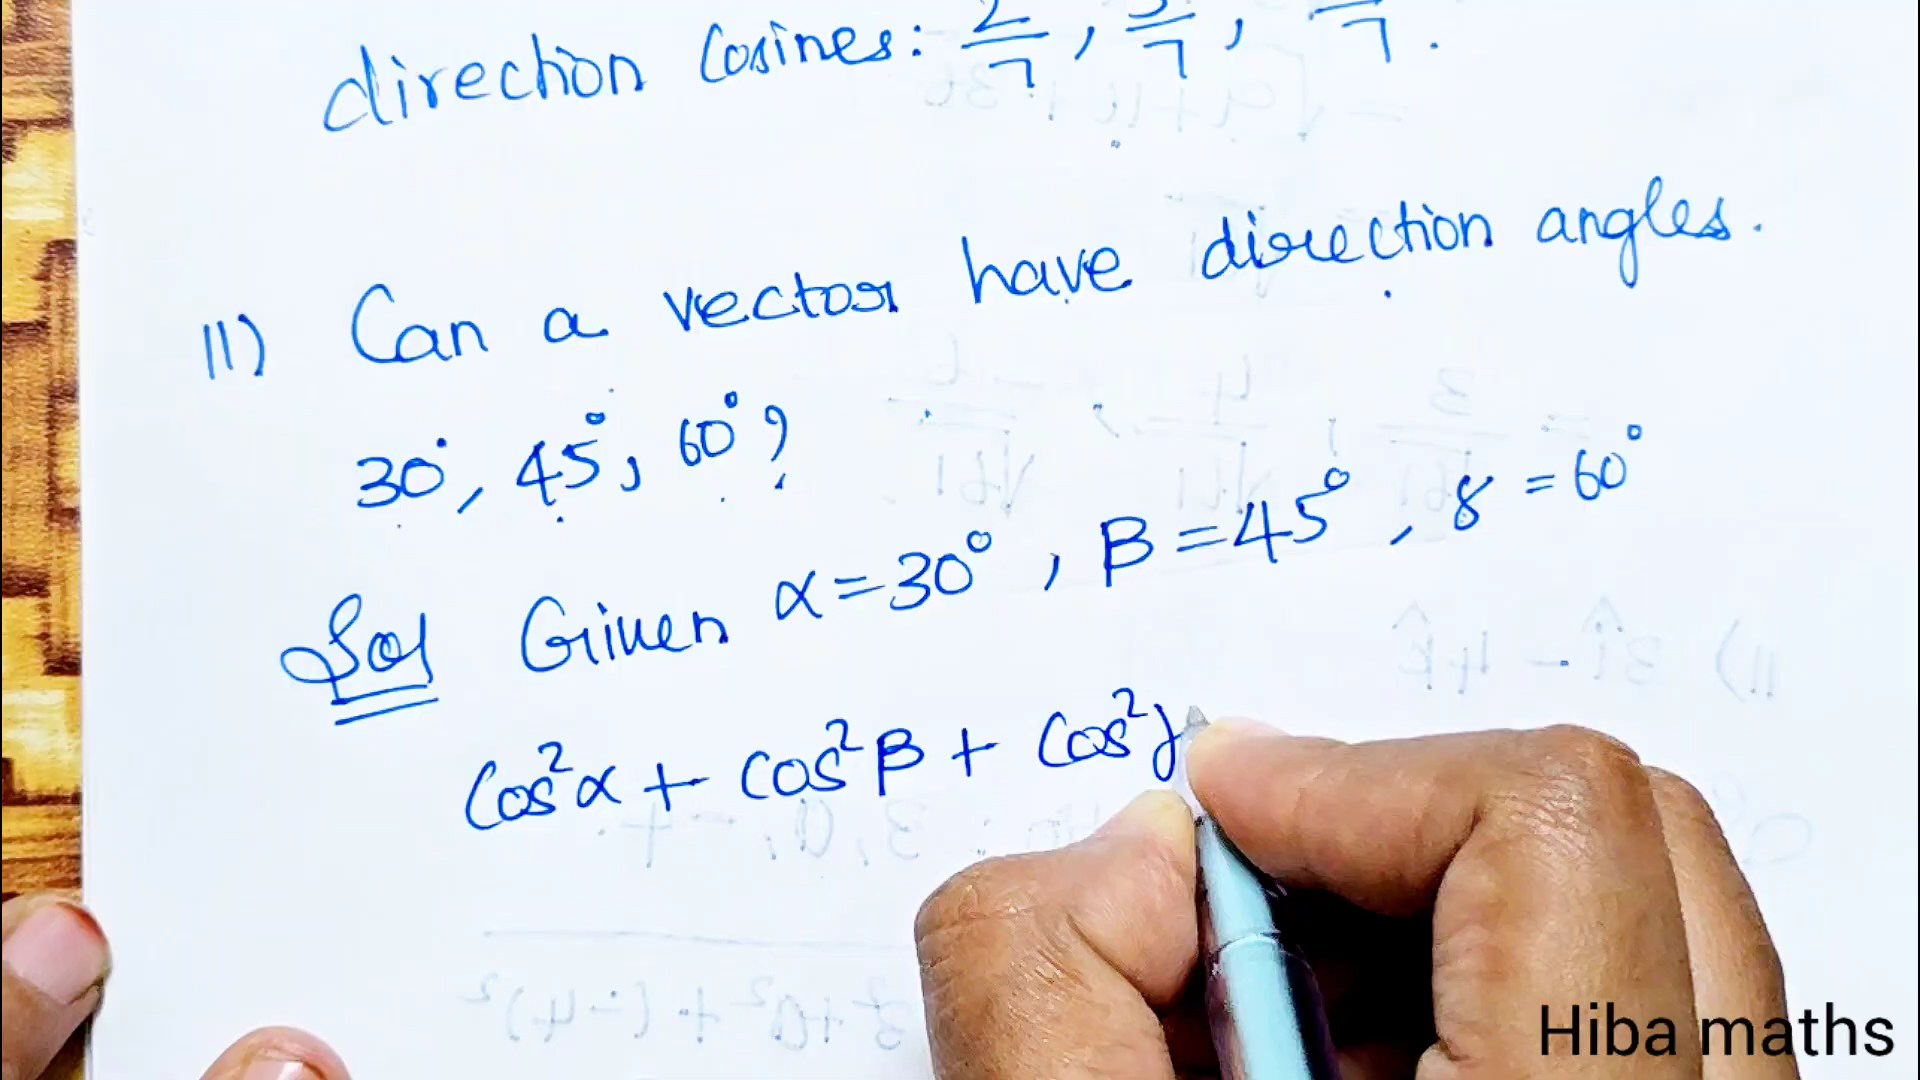 direction Cosines: 2/7, 3/7, /7.
11) Can a vector have direction angles.
30°, 45°, 60°?
Sol Given α=30°, β=45°, γ=60°
Cos²α + cos²β + Cos²γ
Hiba maths